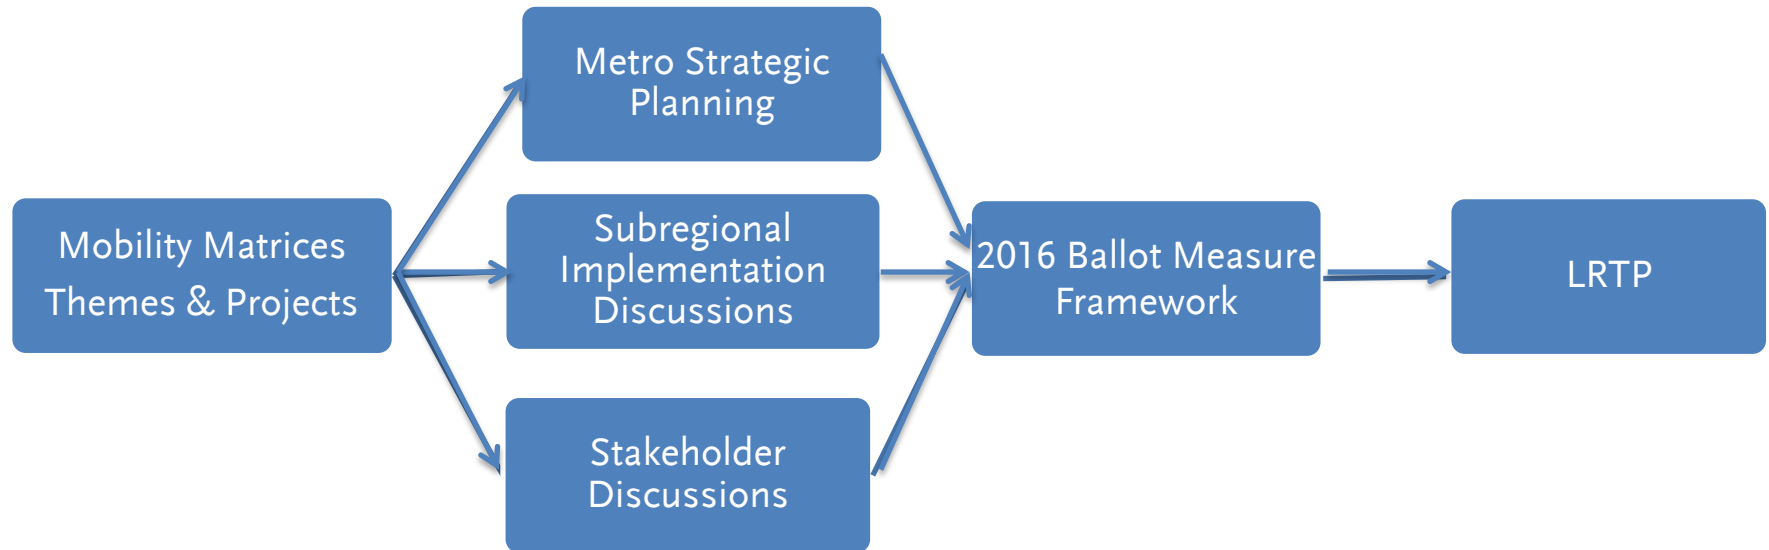 Mobility Matrices
Themes & Projects
Metro Strategic
Planning
Subregional
Implementation
Discussions
Stakeholder
Discussions
2016 Ballot Measure
Framework
LRTP